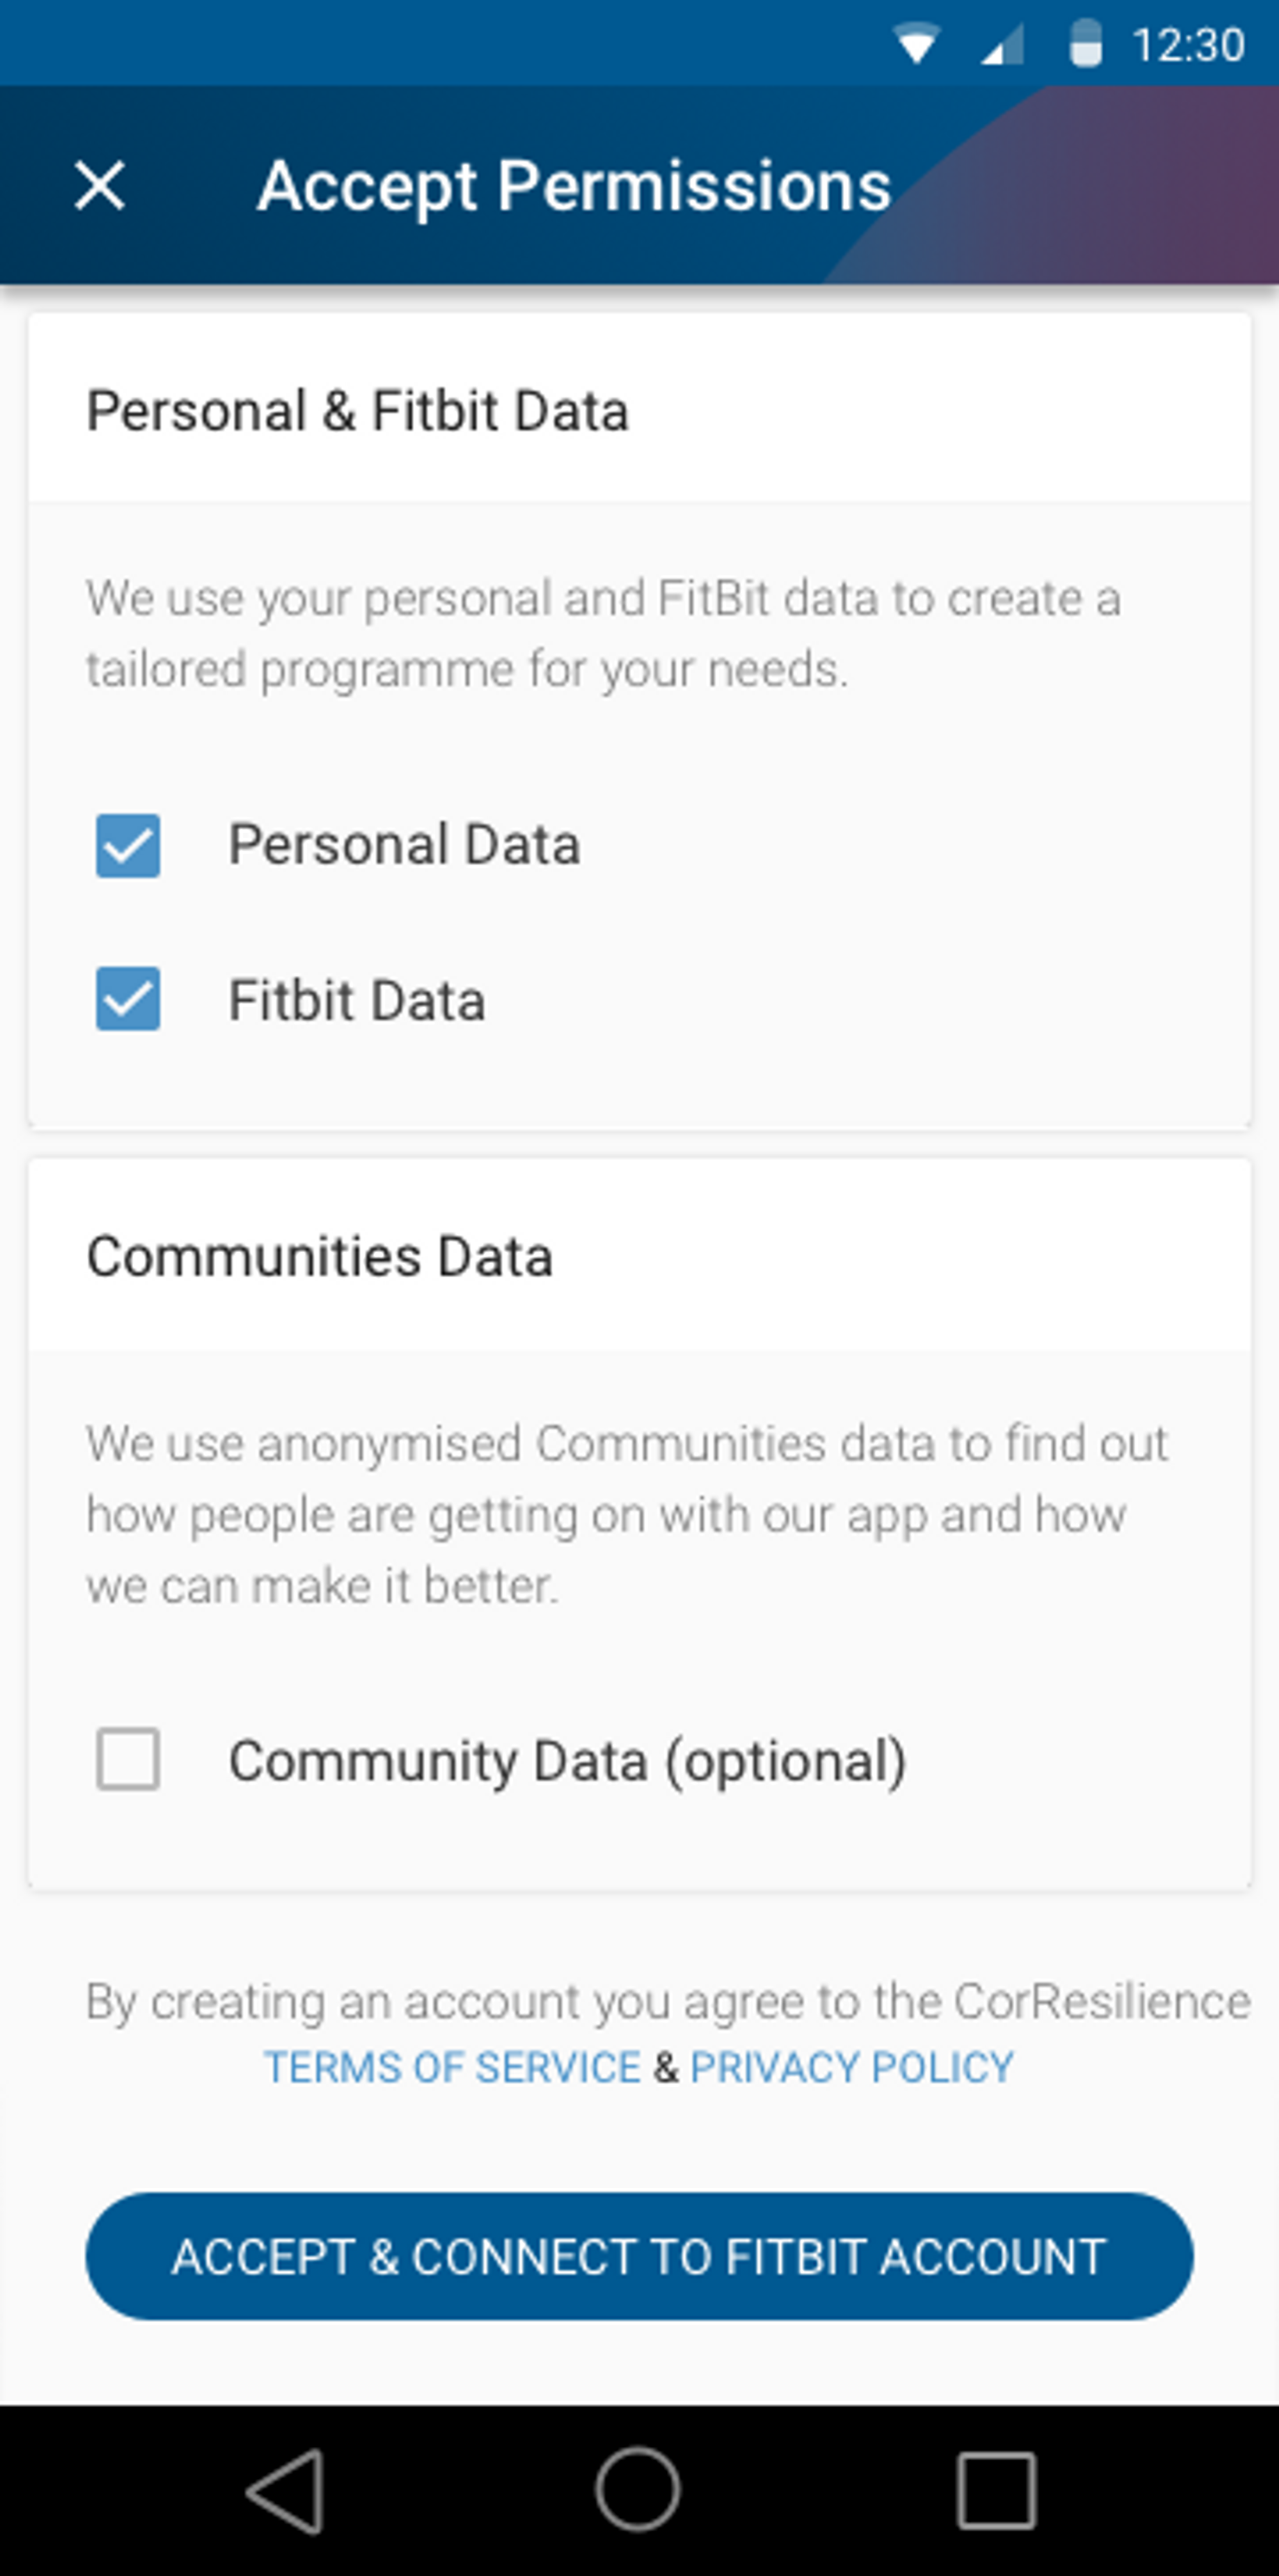 12:30
Accept Permissions
Personal & Fitbit Data
We use your personal and FitBit data to create a
tailored programme for your needs.
Personal Data
Fitbit Data
Communities Data
We use anonymised Communities data to find out
how people are getting on with our app and how
we can make it better.
Community Data (optional)
By creating an account you agree to the CorResilience
TERMS OF SERVICE & PRIVACY POLICY
ACCEPT & CONNECT TO FITBIT ACCOUNT